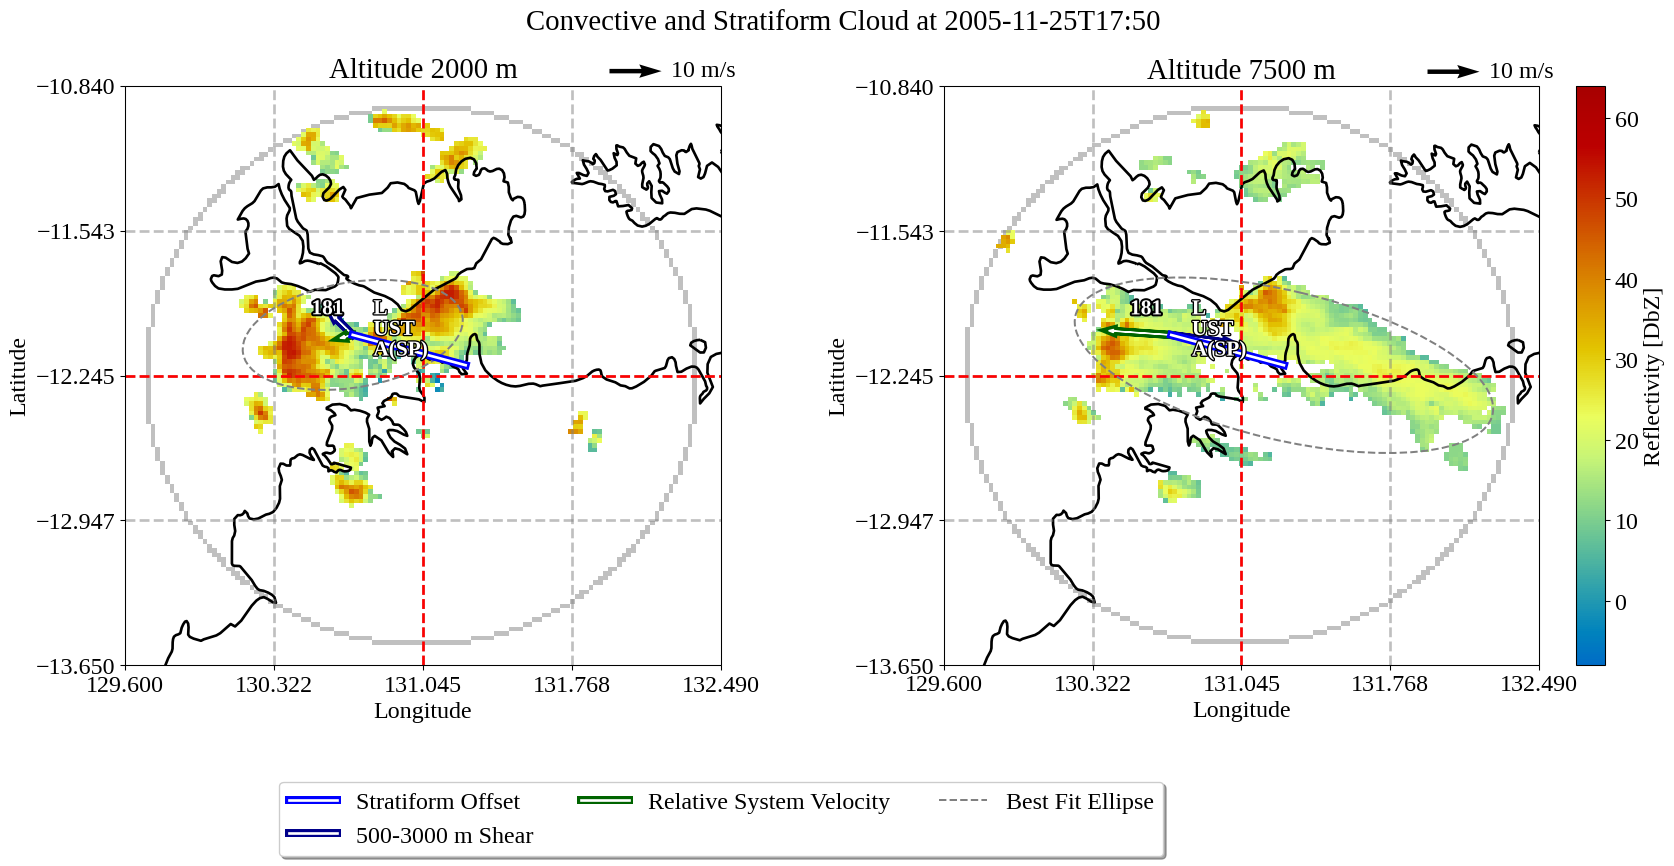 Convective and Stratiform Cloud at 2005-11-25T17:50
Altitude 2000 m
10 m/s
Altitude 7500 m
10 m/s
−10.840
−11.543
−12.245
−12.947
−13.650
129.600
130.322
131.045
131.768
132.490
Latitude
Longitude
181
L
UST
A(SP)
−10.840
−11.543
−12.245
−12.947
−13.650
129.600
130.322
131.045
131.768
132.490
Latitude
Longitude
181
L
UST
A(SP)
60
50
40
30
20
10
0
Reflectivity [DbZ]
Stratiform Offset
Relative System Velocity
Best Fit Ellipse
500-3000 m Shear